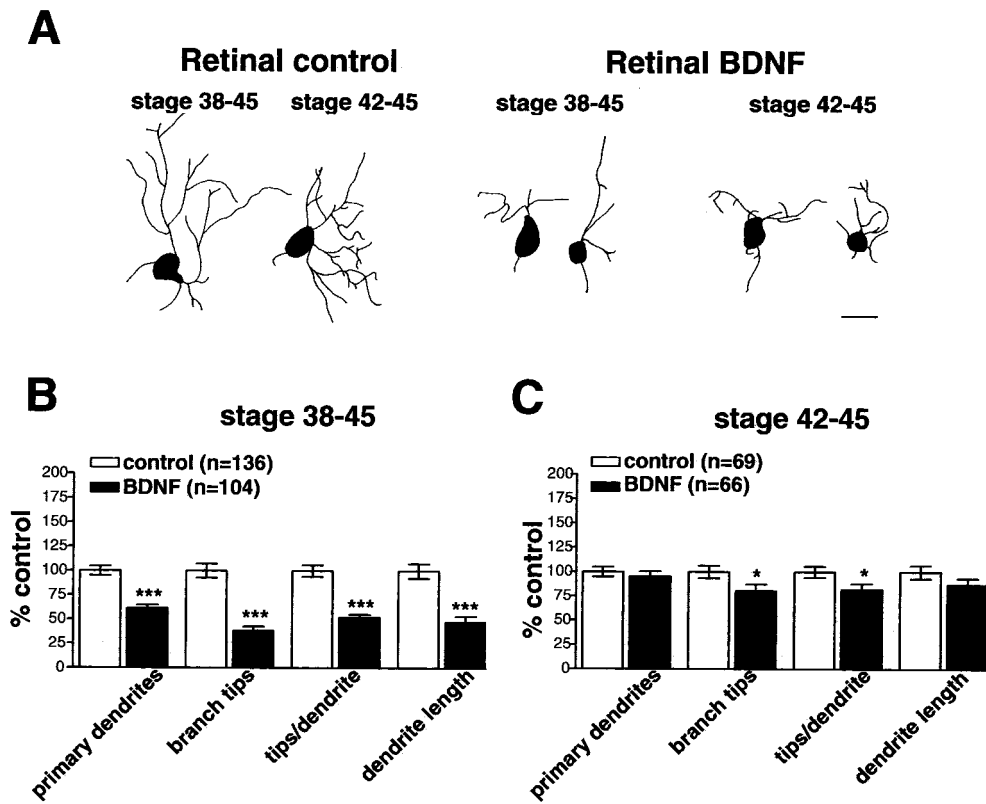 A
Retinal control
Retinal BDNF
stage 38-45
stage 42-45
stage 38-45
stage 42-45
B
stage 38-45
control (n=136)
BDNF (n=104)
% control
200
175
150
125
100
75
50
25
0
***
***
***
***
primary dendrites
branch tips
tips/dendrite
dendrite length
C
stage 42-45
control (n=69)
BDNF (n=66)
% control
200
175
150
125
100
75
50
25
0
*
*
primary dendrites
branch tips
tips/dendrite
dendrite length